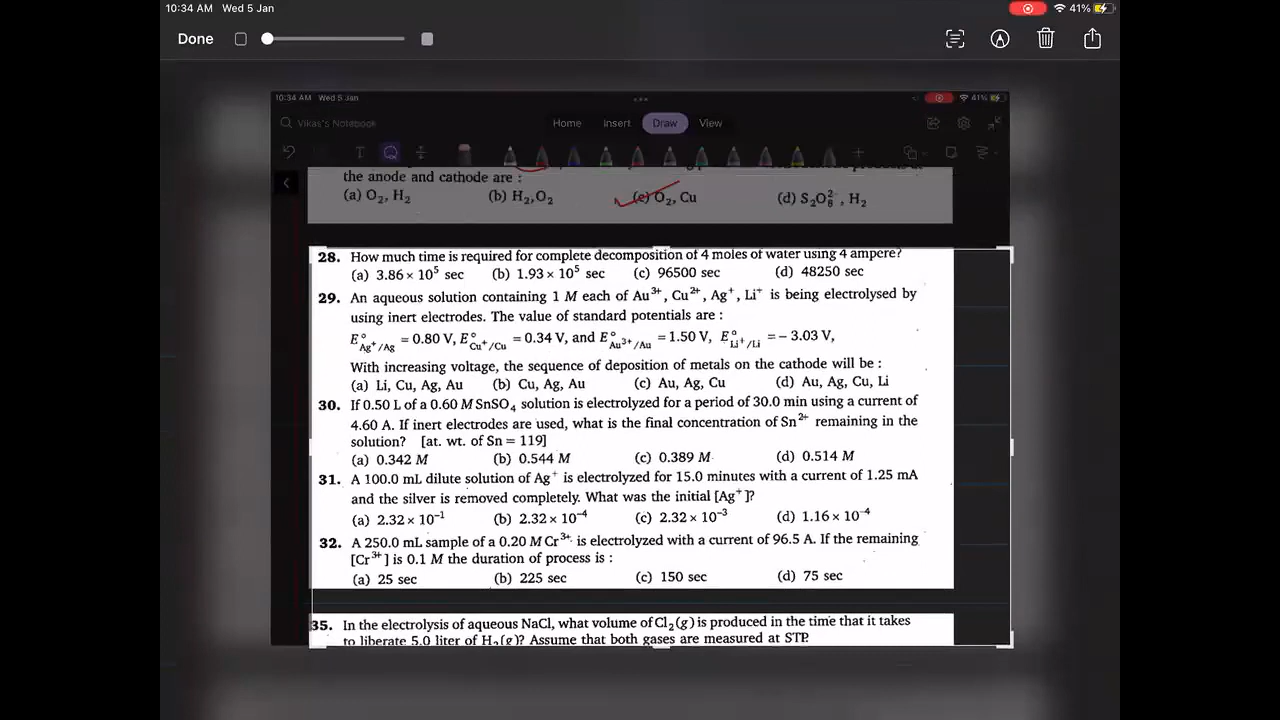 10:34 AM Wed 5 Jan 41%
Done
10:34 AM Wed 5 Jan 41%
Vikas's Notebook Home Insert Draw View
T
the anode and cathode are :
(a) O₂, H₂ (b) H₂,O₂ (c) O₂, Cu (d) S₂O₈²⁻, H₂
28. How much time is required for complete decomposition of 4 moles of water using 4 ampere?
(a) 3.86 × 10⁵ sec (b) 1.93 × 10⁵ sec (c) 96500 sec (d) 48250 sec
29. An aqueous solution containing 1 M each of Au³⁺, Cu²⁺, Ag⁺, Li⁺ is being electrolysed by
using inert electrodes. The value of standard potentials are :
E°Ag⁺/Ag = 0.80 V, E°Cu⁺/Cu = 0.34 V, and E°Au³⁺/Au = 1.50 V, E°Li⁺/Li = – 3.03 V,
With increasing voltage, the sequence of deposition of metals on the cathode will be :
(a) Li, Cu, Ag, Au (b) Cu, Ag, Au (c) Au, Ag, Cu (d) Au, Ag, Cu, Li
30. If 0.50 L of a 0.60 M SnSO₄ solution is electrolyzed for a period of 30.0 min using a current of
4.60 A. If inert electrodes are used, what is the final concentration of Sn²⁺ remaining in the
solution? [at. wt. of Sn = 119]
(a) 0.342 M (b) 0.544 M (c) 0.389 M (d) 0.514 M
31. A 100.0 mL dilute solution of Ag⁺ is electrolyzed for 15.0 minutes with a current of 1.25 mA
and the silver is removed completely. What was the initial [Ag⁺]?
(a) 2.32 × 10⁻¹ (b) 2.32 × 10⁻⁴ (c) 2.32 × 10⁻³ (d) 1.16 × 10⁻⁴
32. A 250.0 mL sample of a 0.20 M Cr³⁺ is electrolyzed with a current of 96.5 A. If the remaining
[Cr³⁺] is 0.1 M the duration of process is :
(a) 25 sec (b) 225 sec (c) 150 sec (d) 75 sec
35. In the electrolysis of aqueous NaCl, what volume of Cl₂(g) is produced in the time that it takes
to liberate 5.0 liter of H₂(g)? Assume that both gases are measured at STP.